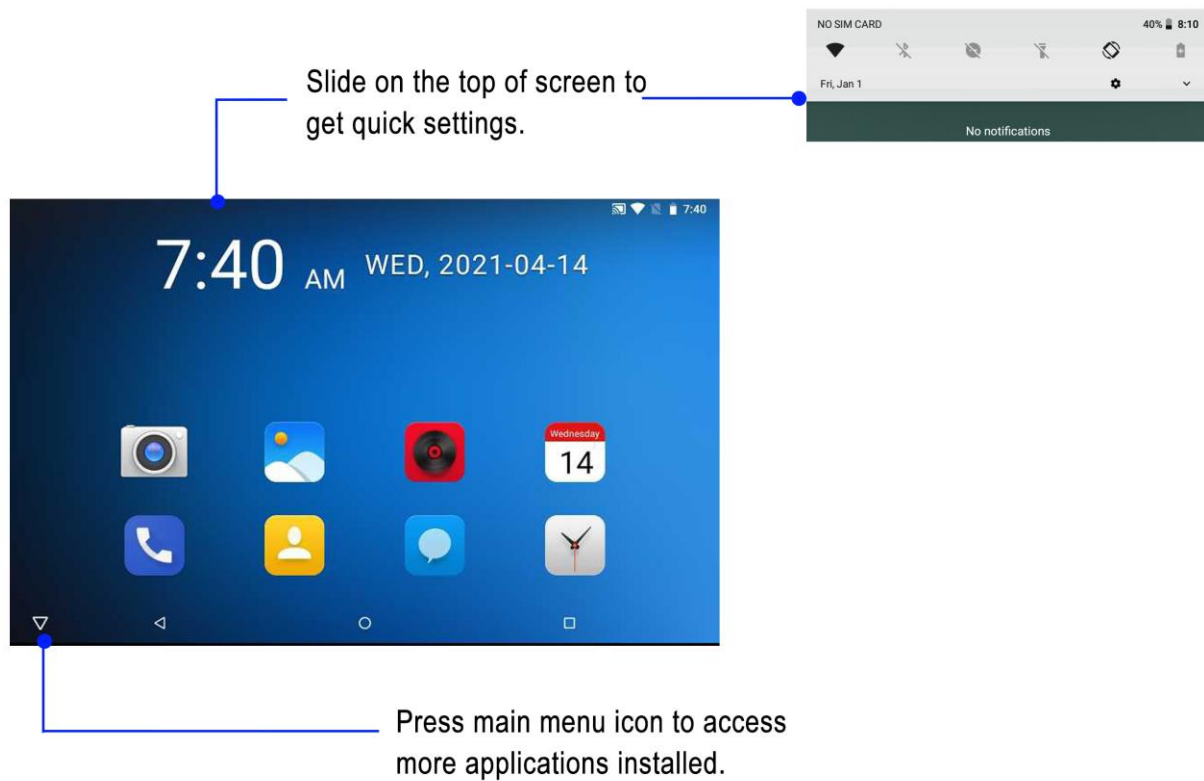 NO SIM CARD 40% 8:10
Fri, Jan 1
No notifications
Slide on the top of screen to
get quick settings.
7:40
7:40 AM WED, 2021-04-14
Wednesday
14
Press main menu icon to access
more applications installed.